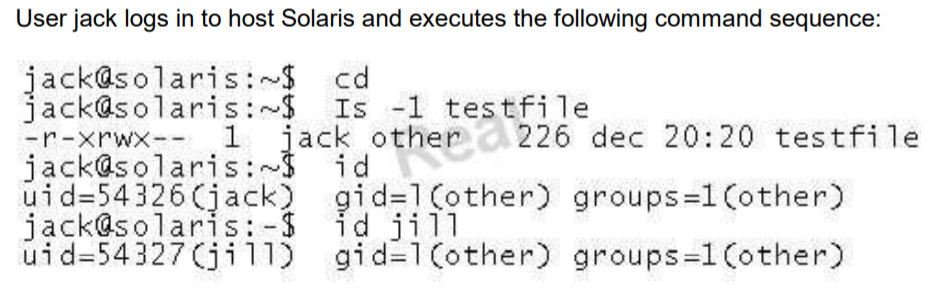 User jack logs in to host Solaris and executes the following command sequence:
jack@solaris:~$ cd
jack@solaris:~$ Is -l testfile
-r-xrwx-- 1 jack other 226 dec 20:20 testfile
jack@solaris:~$ id
uid=54326(jack) gid=1(other) groups=1(other)
jack@solaris:-$ id jill
uid=54327(jill) gid=1(other) groups=1(other)